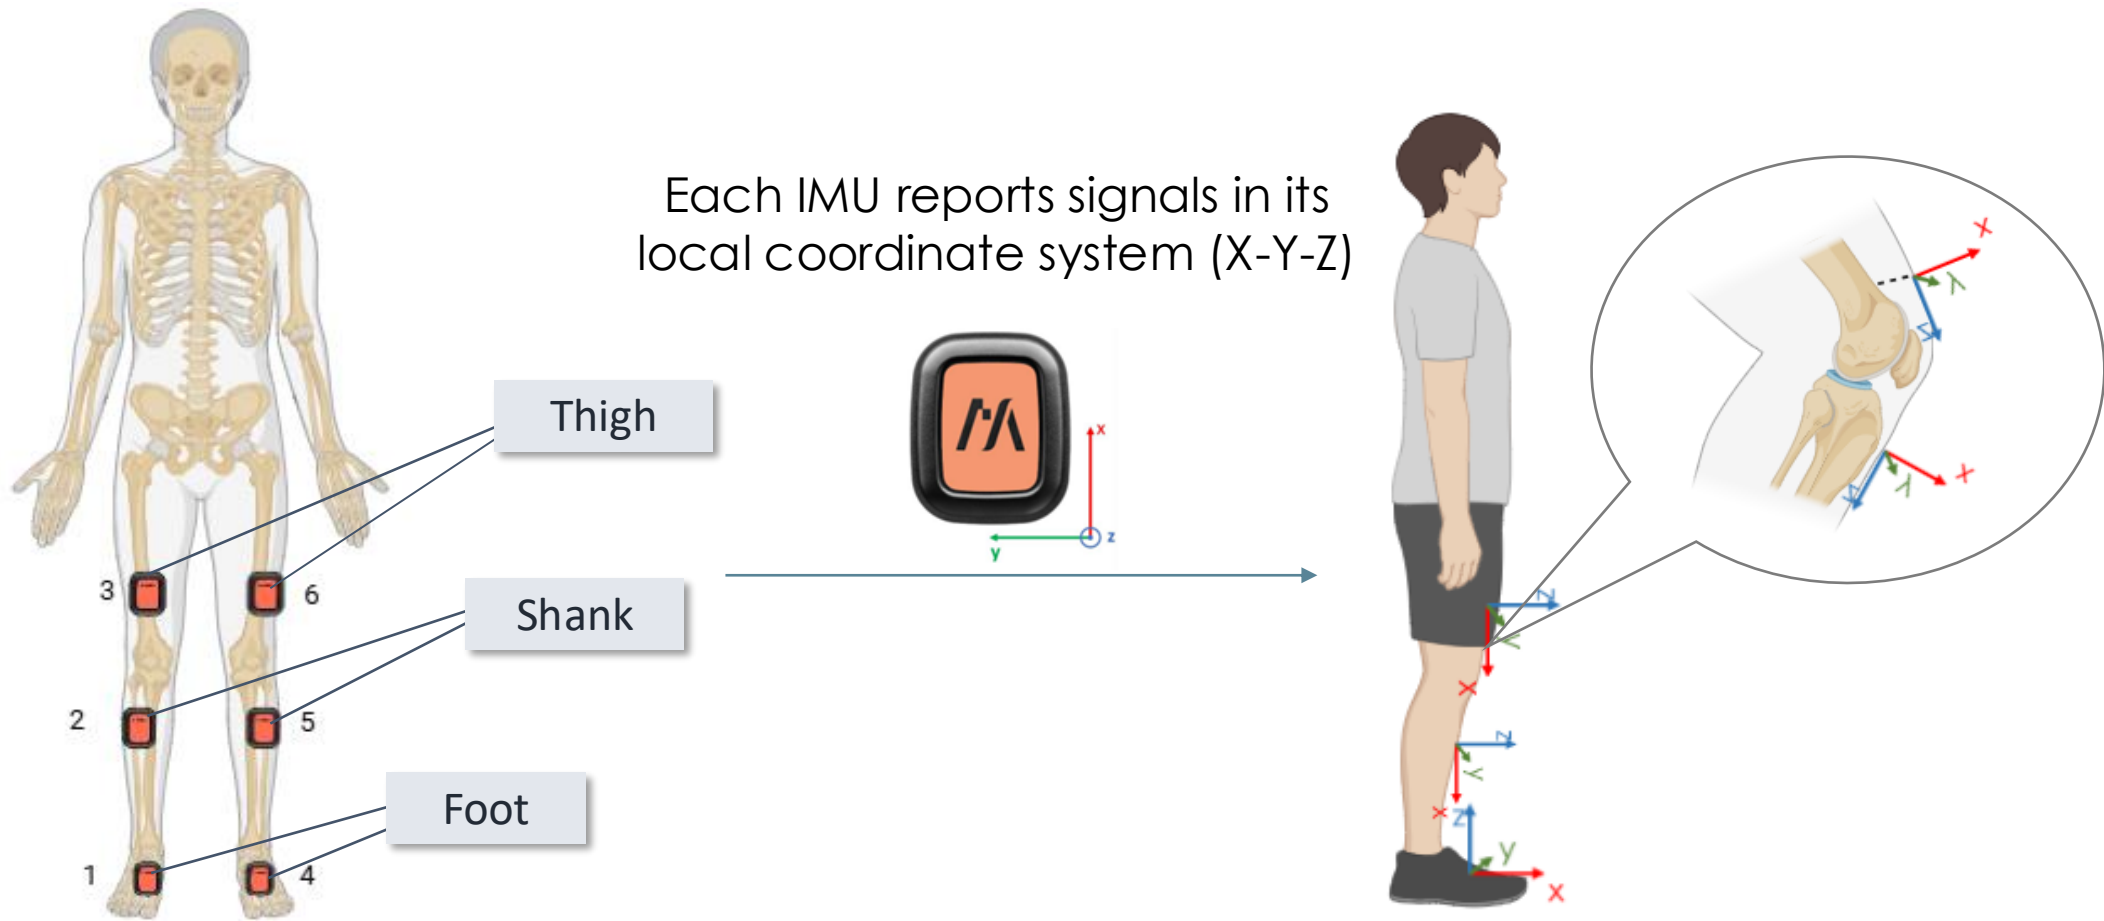 Each IMU reports signals in its
local coordinate system (X-Y-Z)
Thigh
Shank
Foot
3
6
2
5
1
4
x
y
z
Z
Y
X
Z
Y
X
Z
Y
X
X
Y
Z
X
Y
Z